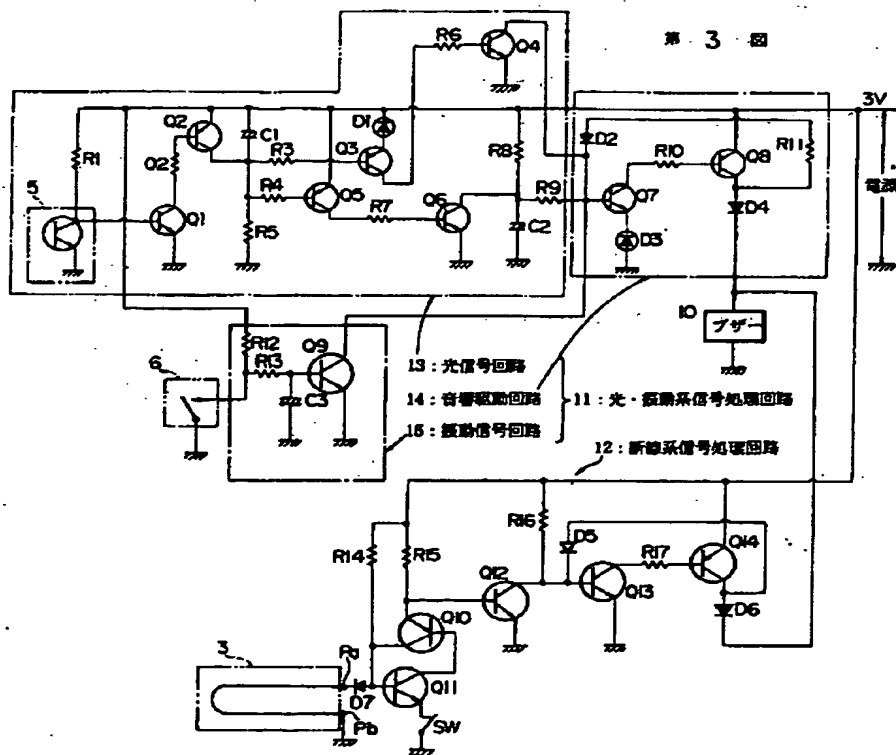 第 3 図
R6
Q4
3V
Q2
D1
D2
R11
C1
R1
R3
Q3
R8
R10
Q8
Q2
5
R4
Q5
R9
Q7
D4
電源
R7
Q6
Q1
R5
C2
D3
10
ブザー
R12
Q9
13：光信号回路
6
R13
14：音響駆動回路
11：光・振動系信号処理回路
C3
15：振動信号回路
12：断線系信号処理回路
R16
R14
R15
D5
Q14
Q12
R17
Q13
D6
Q10
3
Pa
D7
Q11
Pb
SW